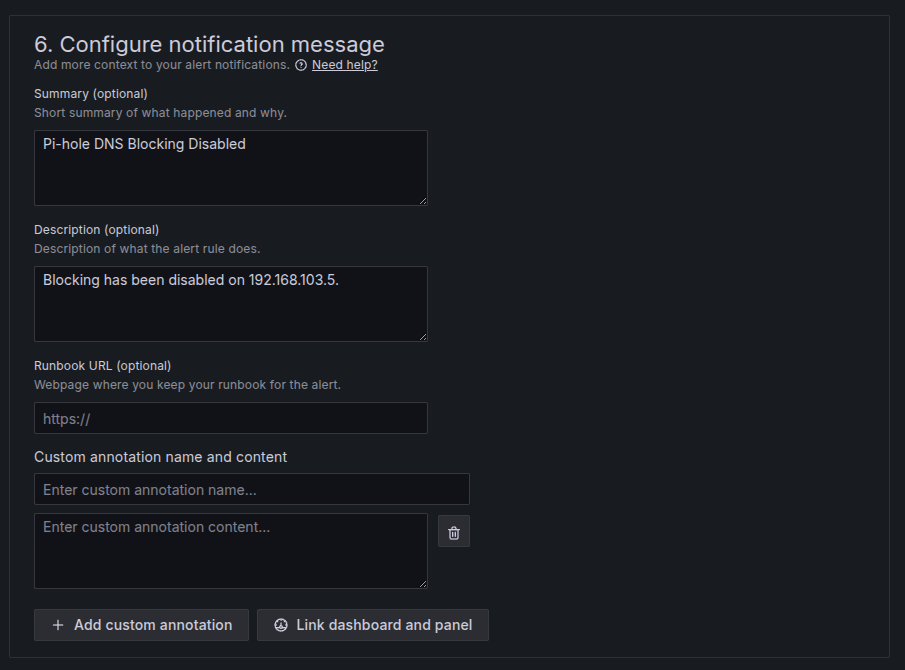 6. Configure notification message
Add more context to your alert notifications. Need help?
Summary (optional)
Short summary of what happened and why.
Pi-hole DNS Blocking Disabled
Description (optional)
Description of what the alert rule does.
Blocking has been disabled on 192.168.103.5.
Runbook URL (optional)
Webpage where you keep your runbook for the alert.
https://
Custom annotation name and content
Enter custom annotation name...
Enter custom annotation content...
Add custom annotation
Link dashboard and panel